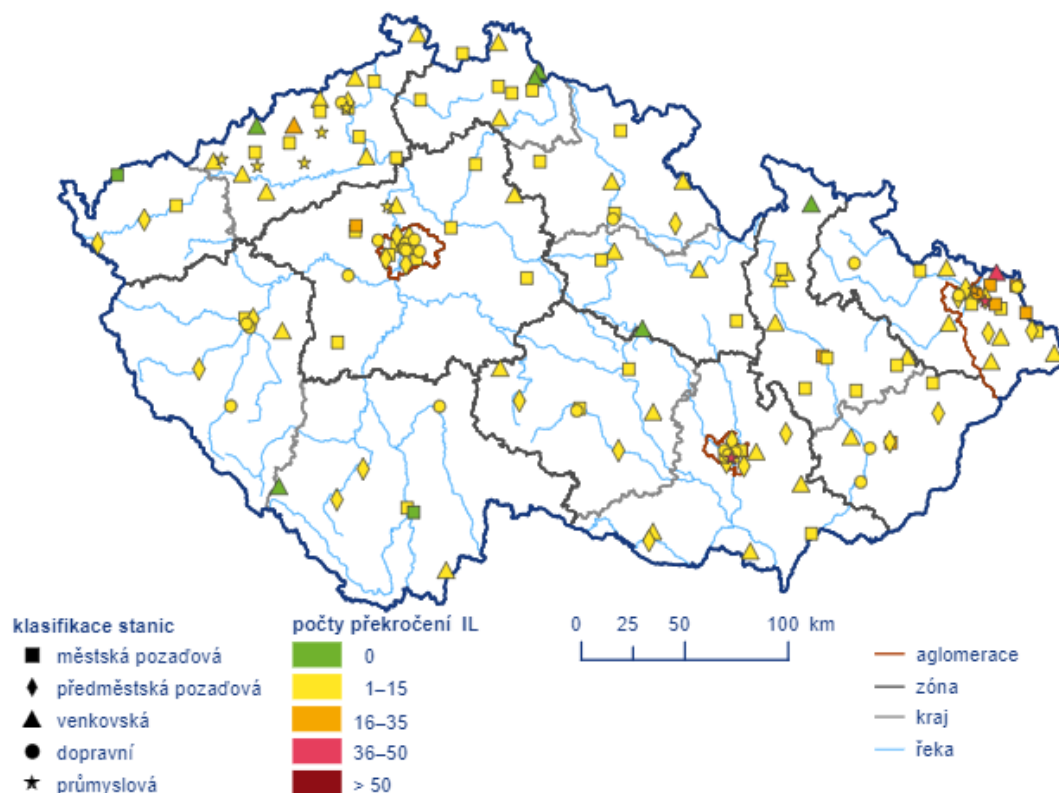 klasifikace stanic
městská pozaďová
předměstská pozaďová
venkovská
dopravní
průmyslová
počty překročení IL
0
1–15
16–35
36–50
> 50
0 25 50 100 km
aglomerace
zóna
kraj
řeka